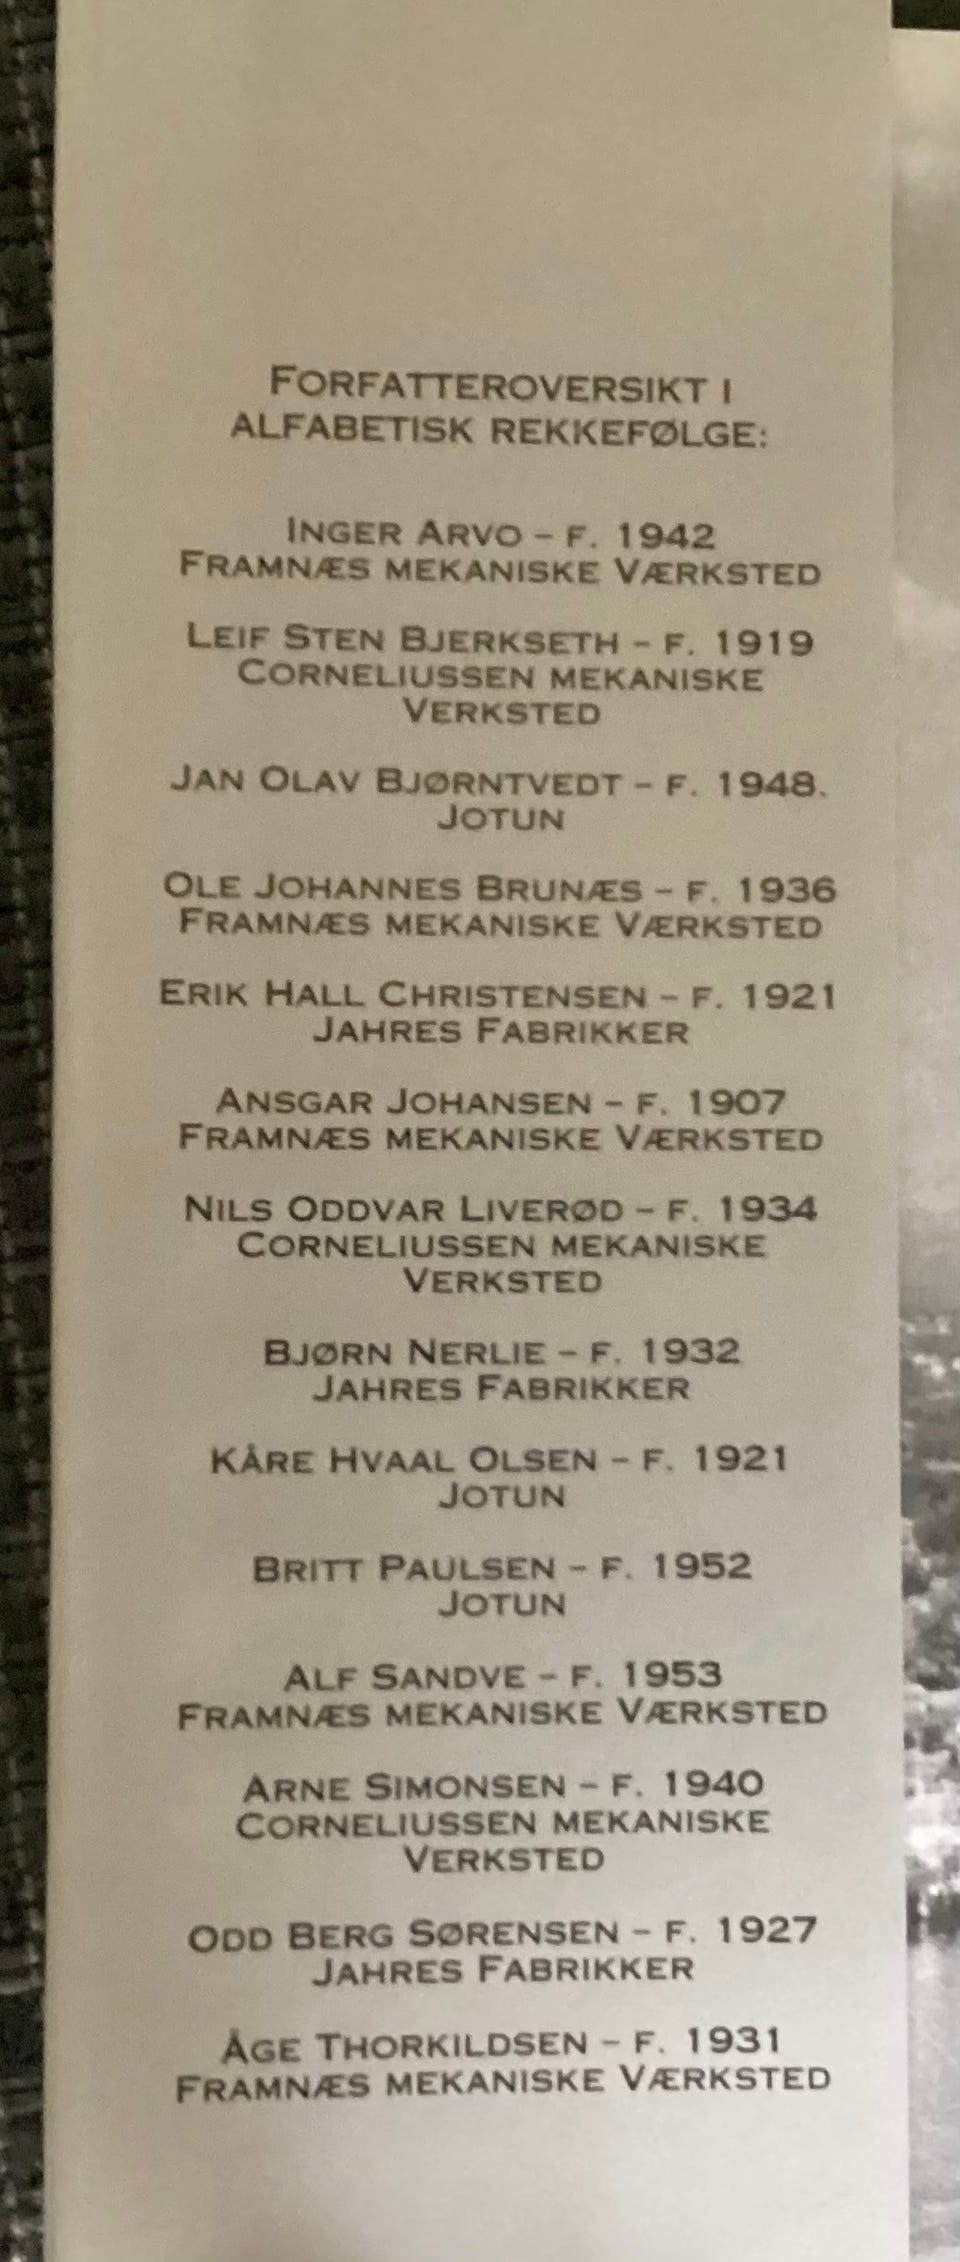 FORFATTEROVERSIKT I
ALFABETISK REKKEFØLGE:
INGER ARVO – F. 1942
FRAMNÆS MEKANISKE VÆRKSTED
LEIF STEN BJERKSETH – F. 1919
CORNELIUSSEN MEKANISKE
VERKSTED
JAN OLAV BJØRNTVEDT – F. 1948.
JOTUN
OLE JOHANNES BRUNÆS – F. 1936
FRAMNÆS MEKANISKE VÆRKSTED
ERIK HALL CHRISTENSEN – F. 1921
JAHRES FABRIKKER
ANSGAR JOHANSEN – F. 1907
FRAMNÆS MEKANISKE VÆRKSTED
NILS ODDVAR LIVERØD – F. 1934
CORNELIUSSEN MEKANISKE
VERKSTED
BJØRN NERLIE – F. 1932
JAHRES FABRIKKER
KÅRE HVAAL OLSEN – F. 1921
JOTUN
BRITT PAULSEN – F. 1952
JOTUN
ALF SANDVE – F. 1953
FRAMNÆS MEKANISKE VÆRKSTED
ARNE SIMONSEN – F. 1940
CORNELIUSSEN MEKANISKE
VERKSTED
ODD BERG SØRENSEN – F. 1927
JAHRES FABRIKKER
ÅGE THORKILDSEN – F. 1931
FRAMNÆS MEKANISKE VÆRKSTED